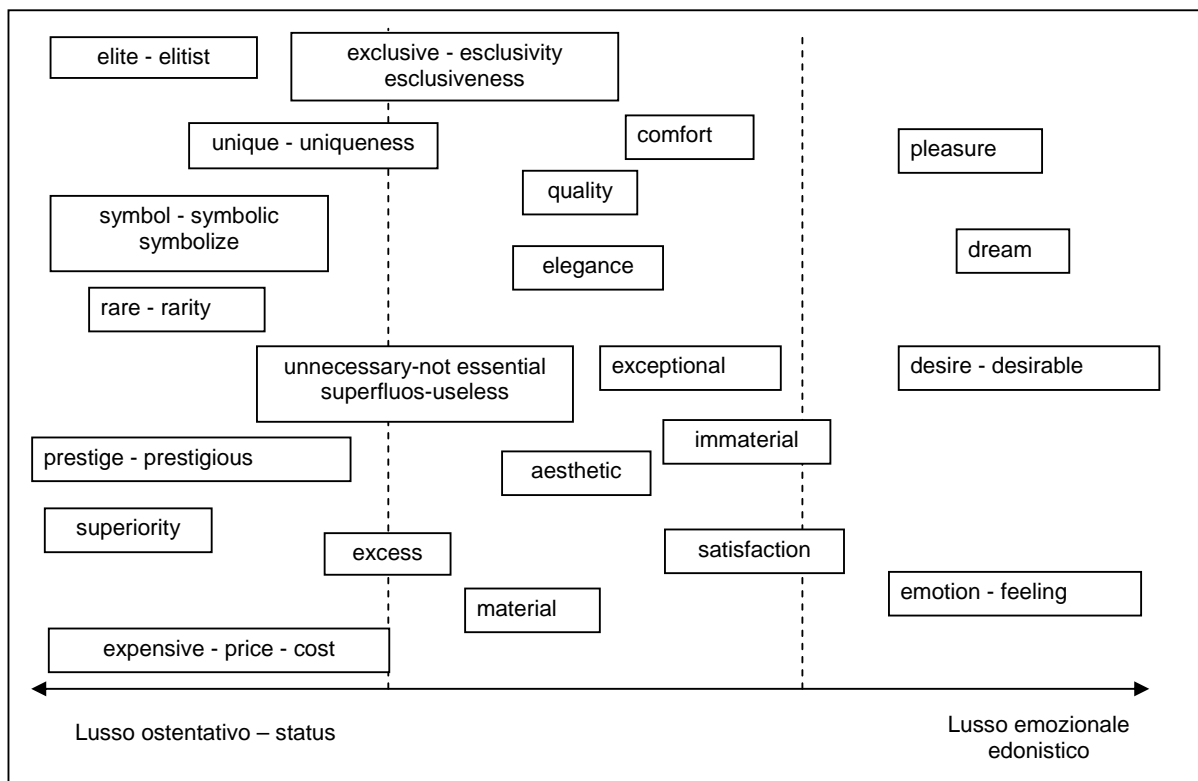 elite - elitist
exclusive - esclusivity
esclusiveness
unique - uniqueness
comfort
pleasure
quality
symbol - symbolic
symbolize
elegance
dream
rare - rarity
unnecessary-not essential
superfluos-useless
exceptional
desire - desirable
immaterial
prestige - prestigious
aesthetic
superiority
excess
satisfaction
emotion - feeling
material
expensive - price - cost
Lusso ostentativo – status
Lusso emozionale
edonistico